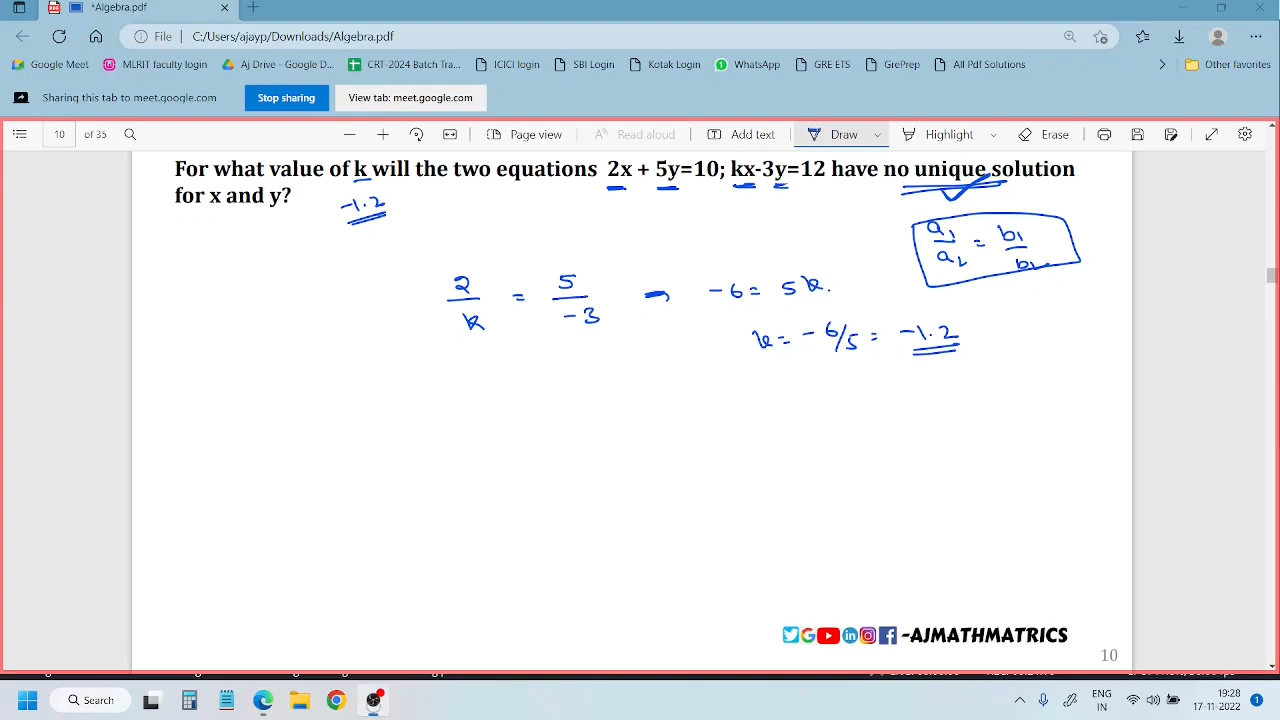 *Algebra.pdf
File
C:/Users/ajayp/Downloads/Algebra.pdf
Google Meet
MLRIT faculty login
Aj Drive - Google D...
CRT-2024 Batch Tra...
ICICI login
SBI Login
Kotak Login
WhatsApp
GRE ETS
GrePrep
All Pdf Solutions
Other favorites
Sharing this tab to meet.google.com
Stop sharing
View tab: meet.google.com
10 of 35
Page view
Read aloud
Add text
Draw
Highlight
Erase
For what value of k will the two equations 2x + 5y=10; kx-3y=12 have no unique solution
for x and y?
-1.2
a1/a2 = b1/b2
2/k = 5/-3 → -6 = 5k.
k = -6/5 = -1.2
-AJMATHMATRICS
10
Search
ENG
IN
19:28
17-11-2022
1